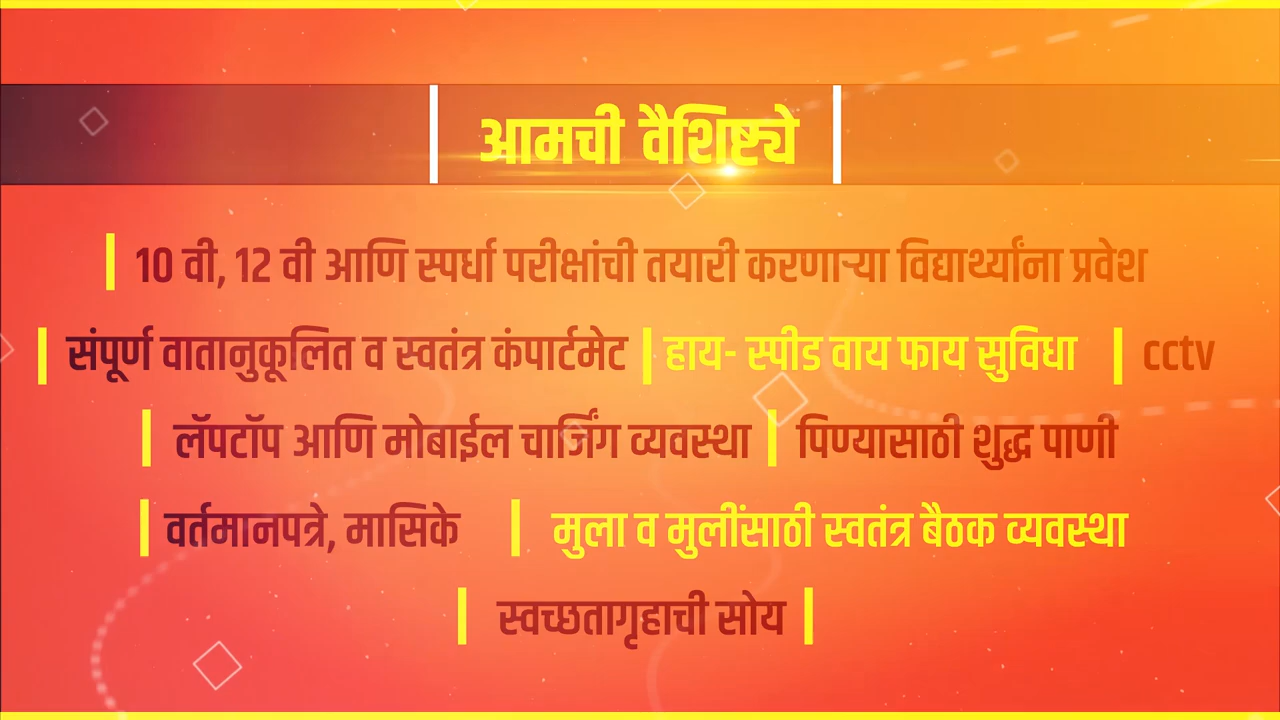 आमची वैशिष्ट्ये
10 वी, 12 वी आणि स्पर्धा परीक्षांची तयारी करणाऱ्या विद्यार्थ्यांना प्रवेश
संपूर्ण वातानुकूलित व स्वतंत्र कंपार्टमेट | हाय- स्पीड वाय फाय सुविधा | cctv
लॅपटॉप आणि मोबाईल चार्जिंग व्यवस्था | पिण्यासाठी शुद्ध पाणी
वर्तमानपत्रे, मासिके | मुला व मुलींसाठी स्वतंत्र बैठक व्यवस्था
स्वच्छतागृहाची सोय